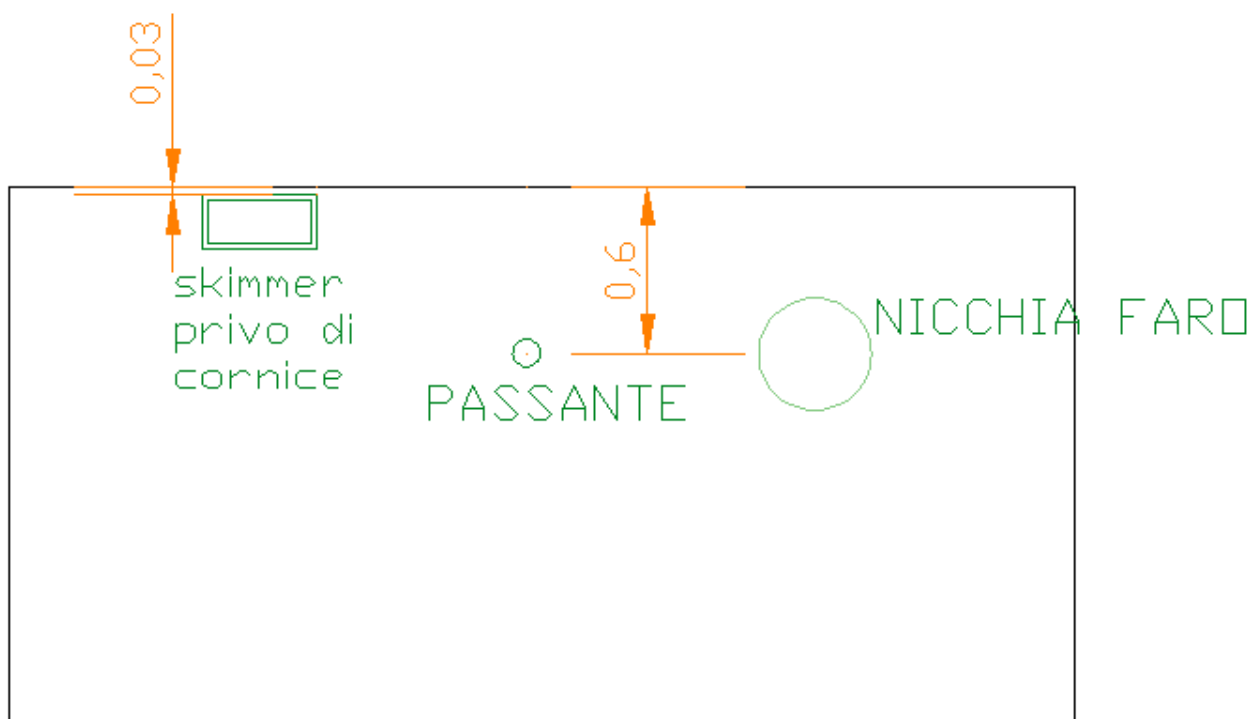 0,03
0,6
skimmer
privo di
cornice
PASSANTE
NICCHIA FARO